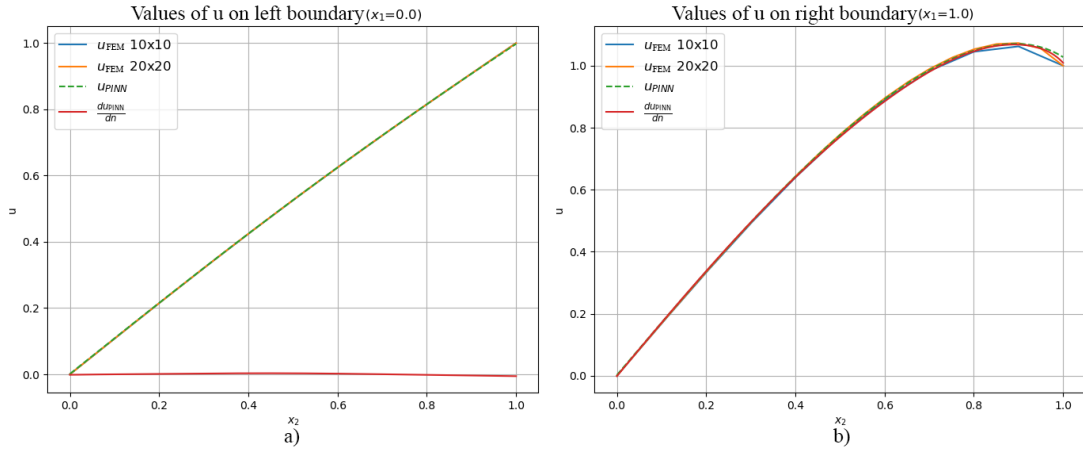 Values of u on left boundary(x₁=0.0)
u_FEM 10x10
u_FEM 20x20
u_PINN
du_PINN/dn
1.0
0.8
0.6
0.4
0.2
0.0
u
0.0 0.2 0.4 0.6 0.8 1.0
x₂
a)
Values of u on right boundary(x₁=1.0)
u_FEM 10x10
u_FEM 20x20
u_PINN
du_PINN/dn
1.0
0.8
0.6
0.4
0.2
0.0
u
0.0 0.2 0.4 0.6 0.8 1.0
x₂
b)